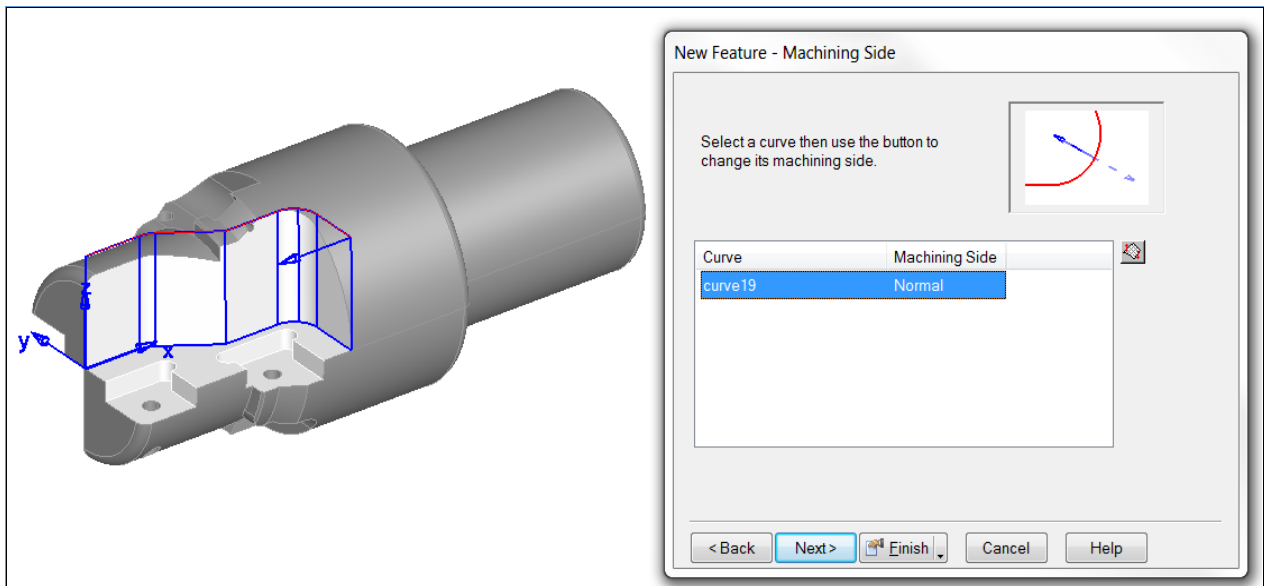 New Feature - Machining Side
Select a curve then use the button to
change its machining side.
Curve Machining Side
curve19 Normal
z
y
x
< Back Next > Finish Cancel Help